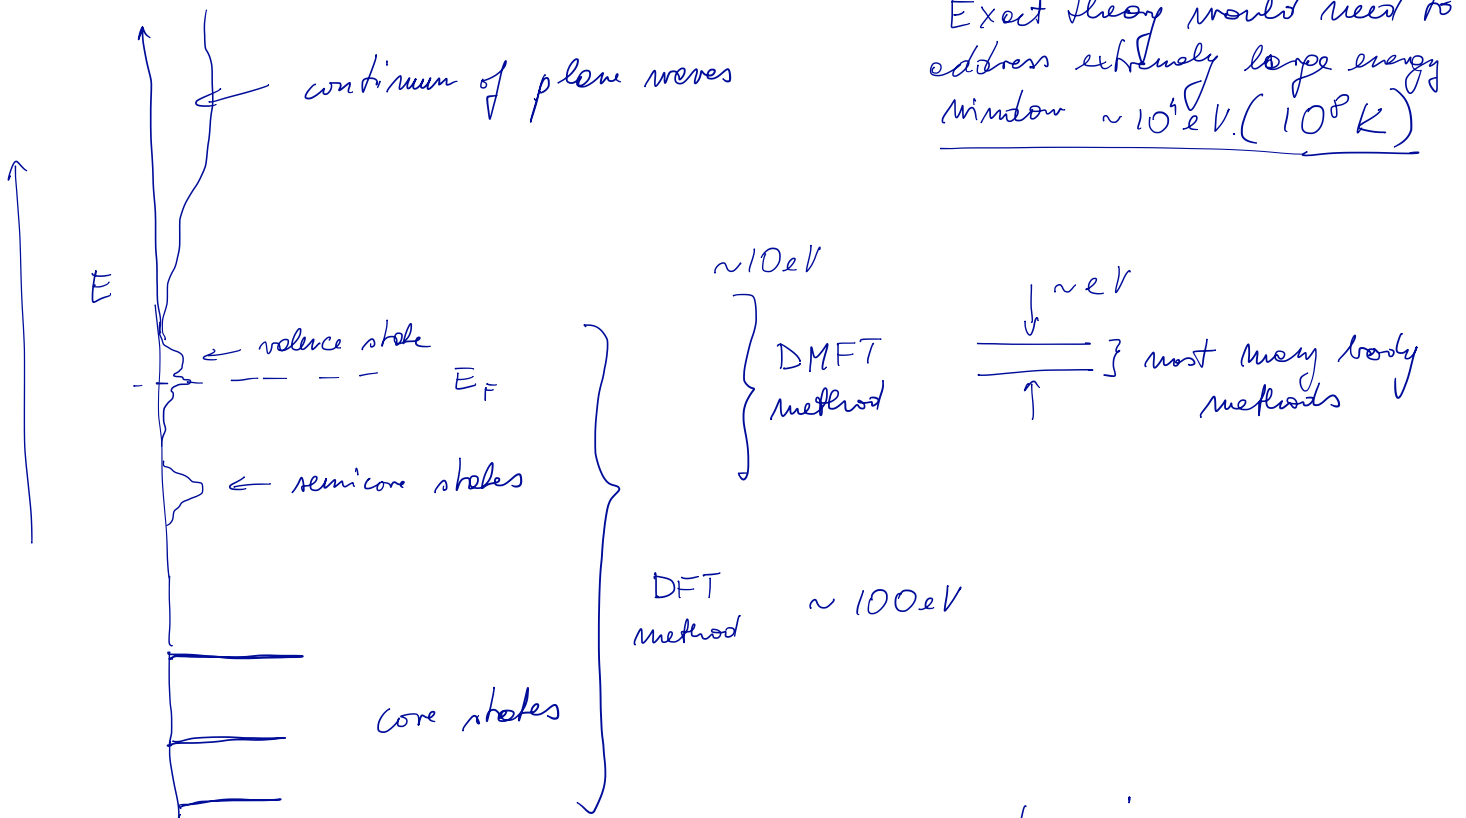 Exact theory would need to
address extremely large energy
window ~10⁴eV.(10⁸K)
continuum of plane waves
E
valence state
E_F
semicore states
core states
~10eV
DMFT
method
~eV
} most many body
methods
DFT
method
~100eV